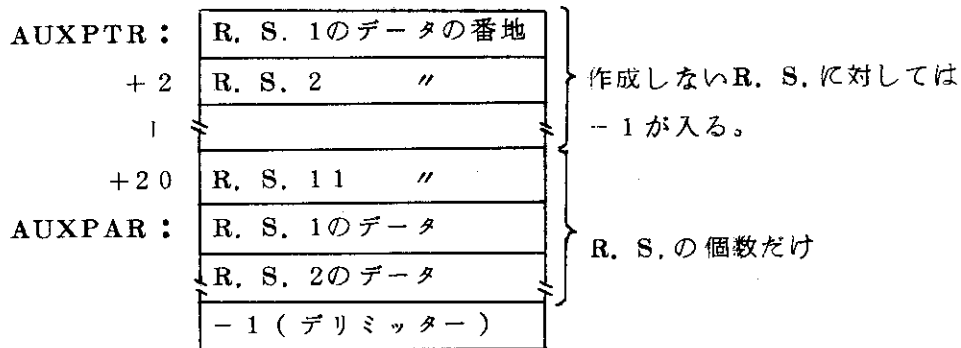 AUXPTR： R. S. 1のデータの番地
+2 R. S. 2 〃
作成しないR. S. に対しては
-1が入る。
+20 R. S. 11 〃
AUXPAR： R. S. 1のデータ
R. S. の個数だけ
R. S. 2のデータ
-1（デリミッター）